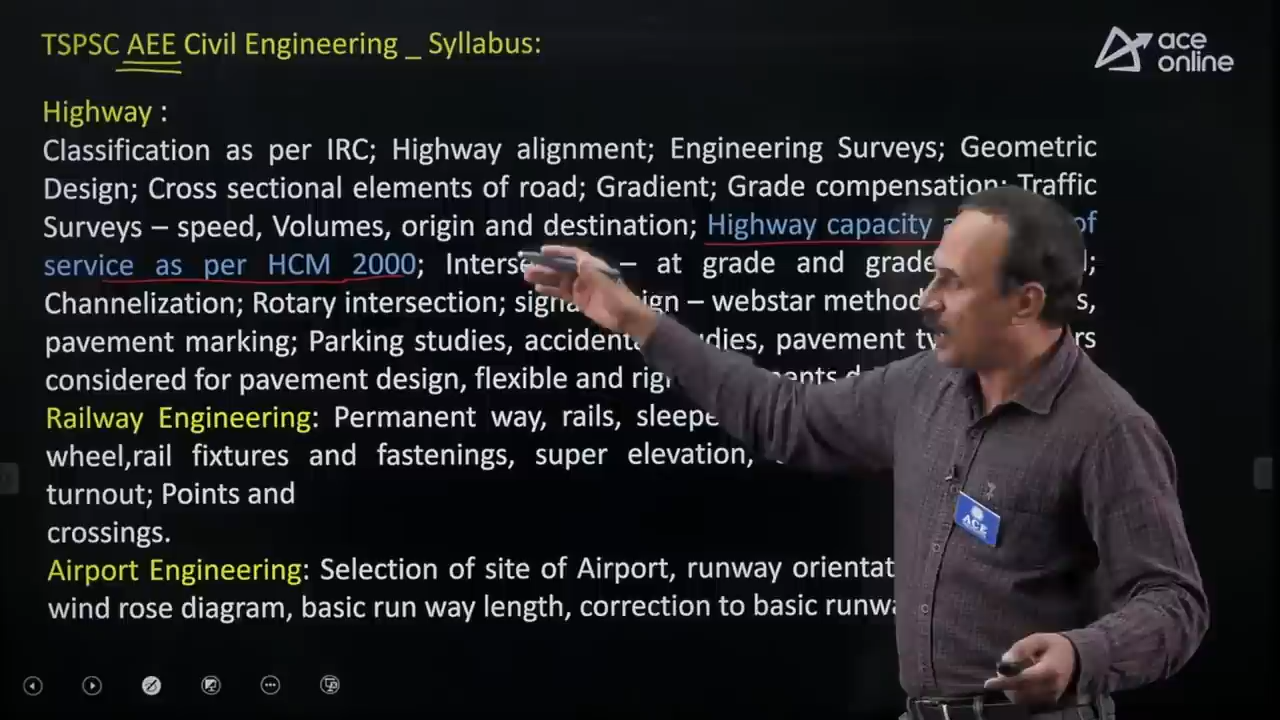 TSPSC AEE Civil Engineering _ Syllabus:
ace
online
Highway :
Classification as per IRC; Highway alignment; Engineering Surveys; Geometric
Design; Cross sectional elements of road; Gradient; Grade compensation; Traffic
Surveys – speed, Volumes, origin and destination; Highway capacity of
service as per HCM 2000; – at grade and
Channelization; Rotary intersection; – webstar method
pavement marking; Parking studies, pavement
considered for pavement design, flexible and
Railway Engineering: Permanent way, rails,
wheel,rail fixtures and fastenings, super elevation,
turnout; Points and
crossings.
Airport Engineering: Selection of site of Airport, runway
wind rose diagram, basic run way length, correction to basic
ACE